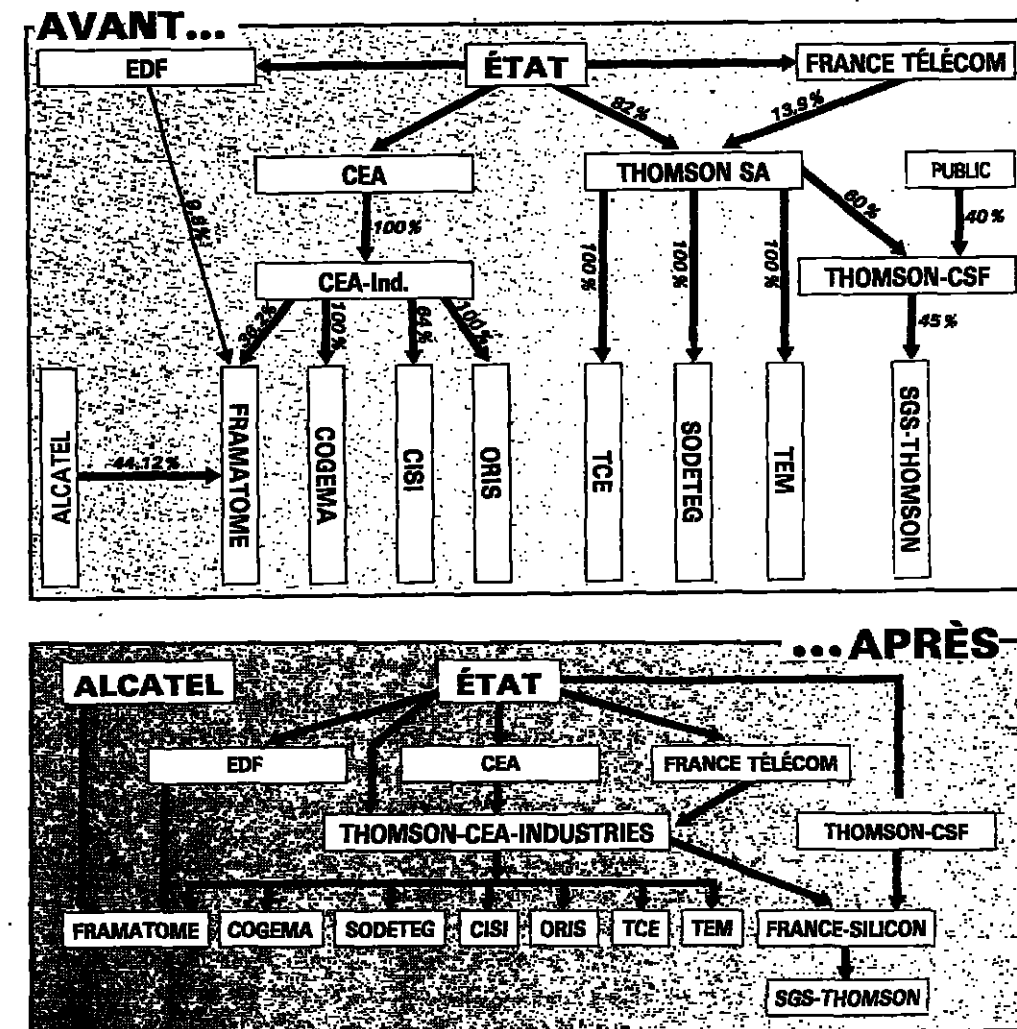 AVANT...
EDF
ÉTAT
FRANCE TÉLÉCOM
82%
13.9%
CEA
THOMSON SA
PUBLIC
9.8%
100%
60%
40%
CEA-Ind.
100%
100%
100%
THOMSON-CSF
100%
64%
100%
45%
ALCATEL
44.12%
FRAMATOME
COGEMA
CISI
ORIS
TCE
SODETEG
TEM
SGS-THOMSON
...APRÈS
ALCATEL
ÉTAT
EDF
CEA
FRANCE TÉLÉCOM
THOMSON-CEA-INDUSTRIES
THOMSON-CSF
FRAMATOME
COGEMA
SODETEG
CISI
ORIS
TCE
TEM
FRANCE-SILICON
SGS-THOMSON